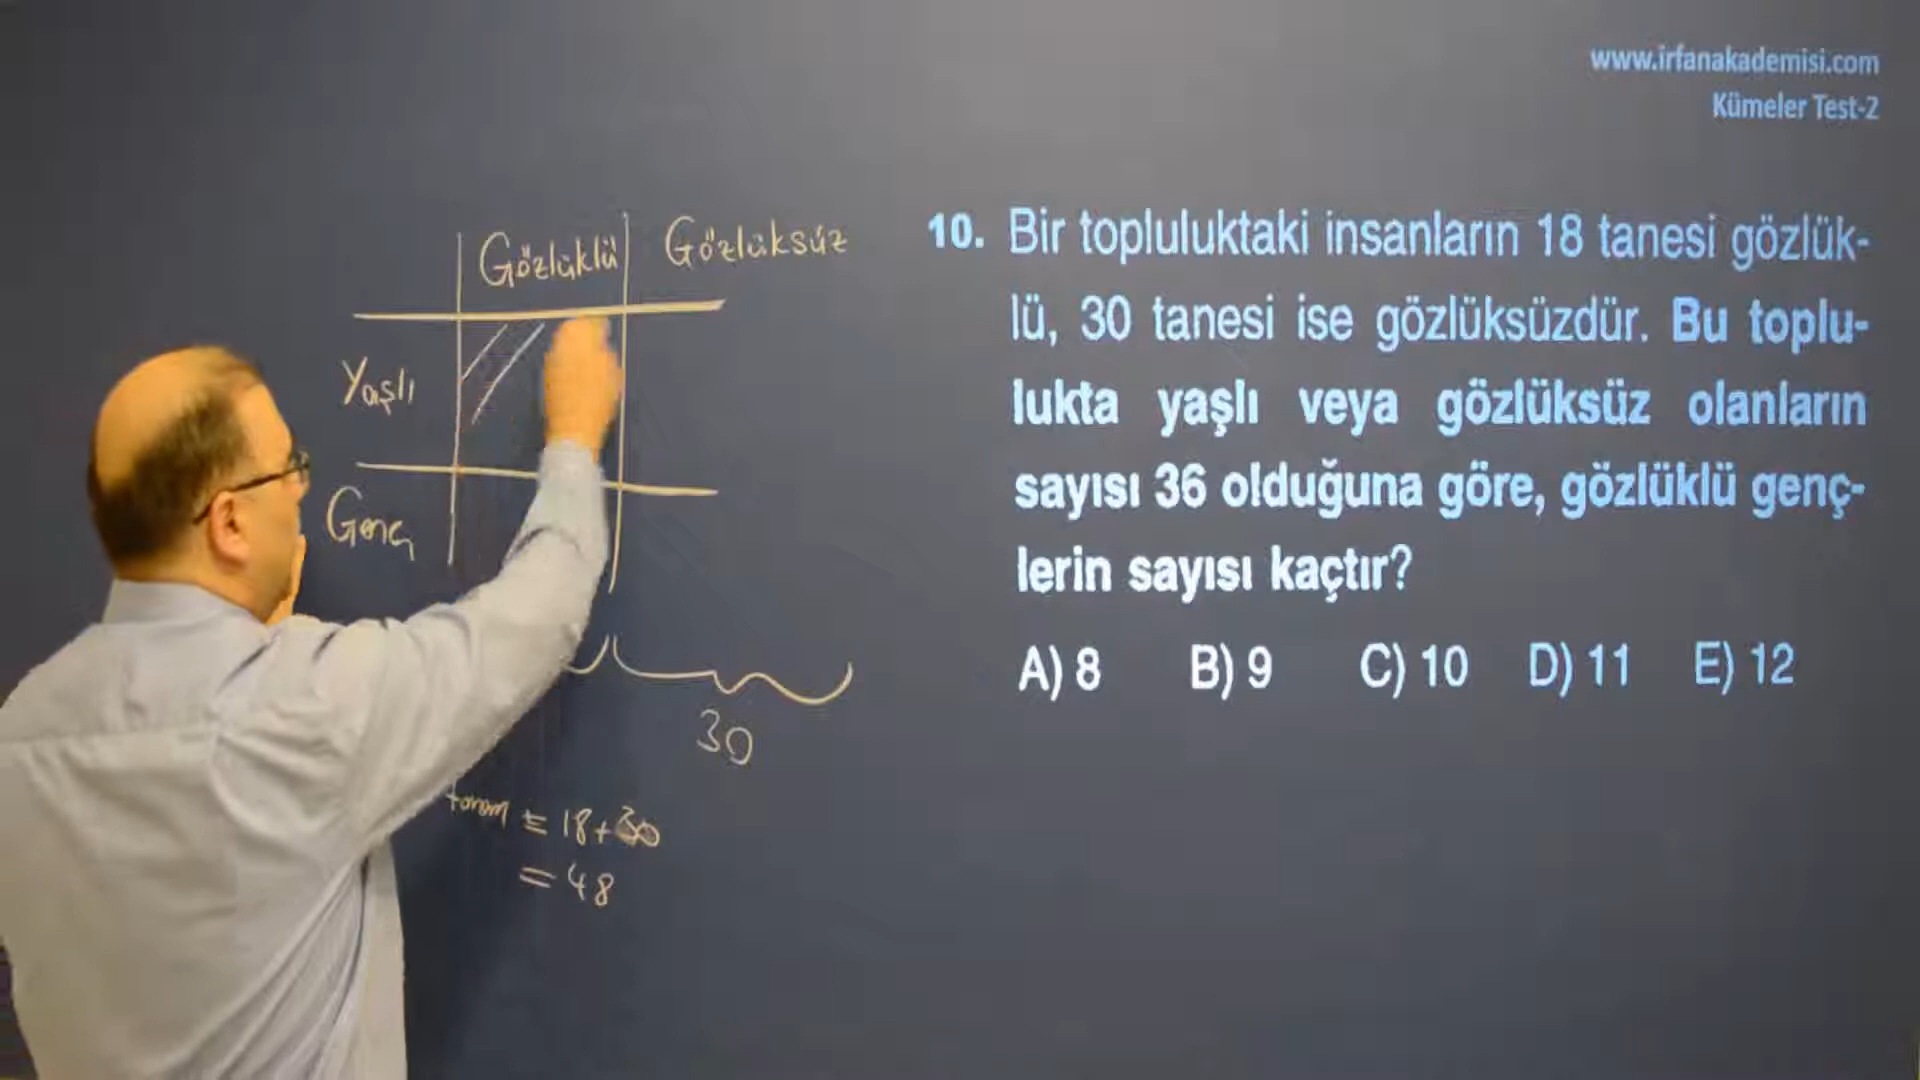 www.irfanakademisi.com
Kümeler Test-2
Gözlüklü Gözlüksüz
Yaşlı
Genç
30
= 18+30
= 48
10. Bir topluluktaki insanların 18 tanesi gözlük-
lü, 30 tanesi ise gözlüksüzdür. Bu toplu-
lukta yaşlı veya gözlüksüz olanların
sayısı 36 olduğuna göre, gözlüklü genç-
lerin sayısı kaçtır?
A) 8 B) 9 C) 10 D) 11 E) 12